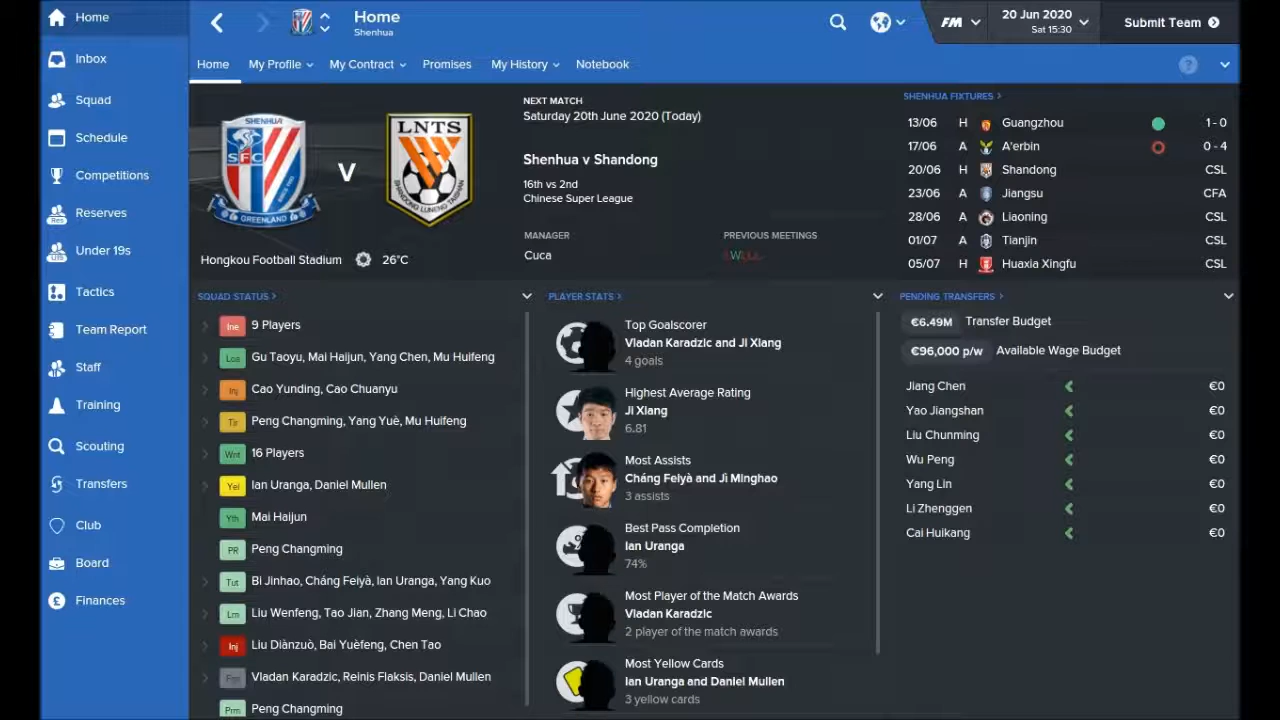 Home
Inbox
Squad
Schedule
Competitions
Res
Reserves
U19
Under 19s
Tactics
Team Report
Staff
Training
Scouting
Transfers
Club
Board
£
Finances
Home
Shenhua
FM
20 Jun 2020
Sat 15:30
Submit Team
Home
My Profile
My Contract
Promises
My History
Notebook
?
SHENHUA
SFC
SINCE 1993
GREENLAND
V
LNTS
SHANDONG LUNENG TAISHAN
Hongkou Football Stadium
26°C
NEXT MATCH
Saturday 20th June 2020 (Today)
Shenhua v Shandong
16th vs 2nd
Chinese Super League
MANAGER
Cuca
PREVIOUS MEETINGS
SHENHUA FIXTURES >
13/06 H Guangzhou 1 - 0
17/06 A A'erbin 0 - 4
20/06 H Shandong CSL
23/06 A Jiangsu CFA
28/06 A Liaoning CSL
01/07 A Tianjin CSL
05/07 H Huaxia Xingfu CSL
SQUAD STATUS >
Ine 9 Players
Loa Gu Taoyu, Mai Haijun, Yang Chen, Mu Huifeng
Inj Cao Yunding, Cao Chuanyu
Tir Peng Changming, Yang Yuè, Mu Huifeng
Wnt 16 Players
Yel Ian Uranga, Daniel Mullen
Yth Mai Haijun
PR Peng Changming
Tut Bi Jinhao, Cháng Feiyà, Ian Uranga, Yang Kuo
Lrn Liu Wenfeng, Tao Jian, Zhang Meng, Li Chao
Inj Liu Diànzuò, Bai Yuèfeng, Chen Tao
Vladan Karadzic, Reinis Flaksis, Daniel Mullen
Prm Peng Changming
PLAYER STATS >
Top Goalscorer
Vladan Karadzic and Ji Xiang
4 goals
Highest Average Rating
Ji Xiang
6.81
Most Assists
Cháng Feiyà and Jì Minghao
3 assists
Best Pass Completion
Ian Uranga
74%
Most Player of the Match Awards
Vladan Karadzic
2 player of the match awards
Most Yellow Cards
Ian Uranga and Daniel Mullen
3 yellow cards
PENDING TRANSFERS >
€6.49M Transfer Budget
€96,000 p/w Available Wage Budget
Jiang Chen €0
Yao Jiangshan €0
Liu Chunming €0
Wu Peng €0
Yang Lin €0
Li Zhenggen €0
Cai Huikang €0